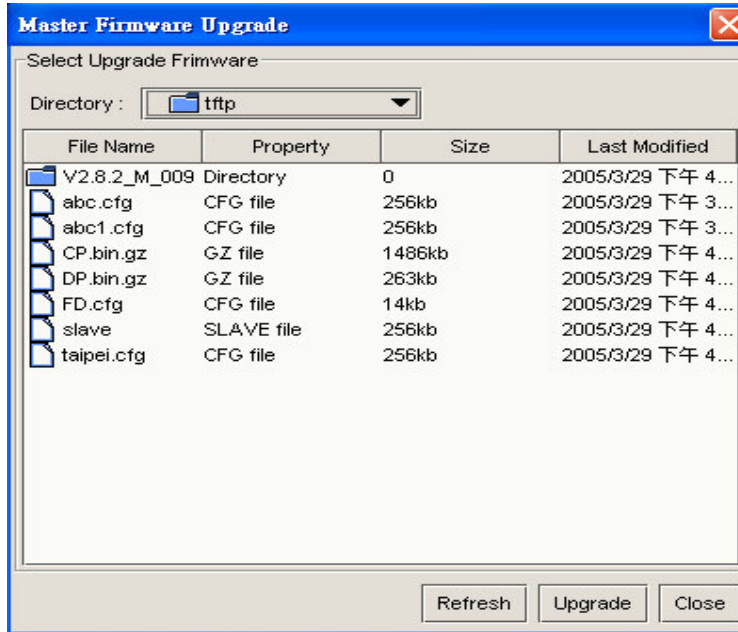 Master Firmware Upgrade
Select Upgrade Frimware
Directory : tftp
File Name Property Size Last Modified
V2.8.2_M_009 Directory 0 2005/3/29 下午 4...
abc.cfg CFG file 256kb 2005/3/29 下午 3...
abc1.cfg CFG file 256kb 2005/3/29 下午 3...
CP.bin.gz GZ file 1486kb 2005/3/29 下午 4...
DP.bin.gz GZ file 263kb 2005/3/29 下午 4...
FD.cfg CFG file 14kb 2005/3/29 下午 4...
slave SLAVE file 256kb 2005/3/29 下午 4...
taipei.cfg CFG file 256kb 2005/3/29 下午 4...
Refresh Upgrade Close